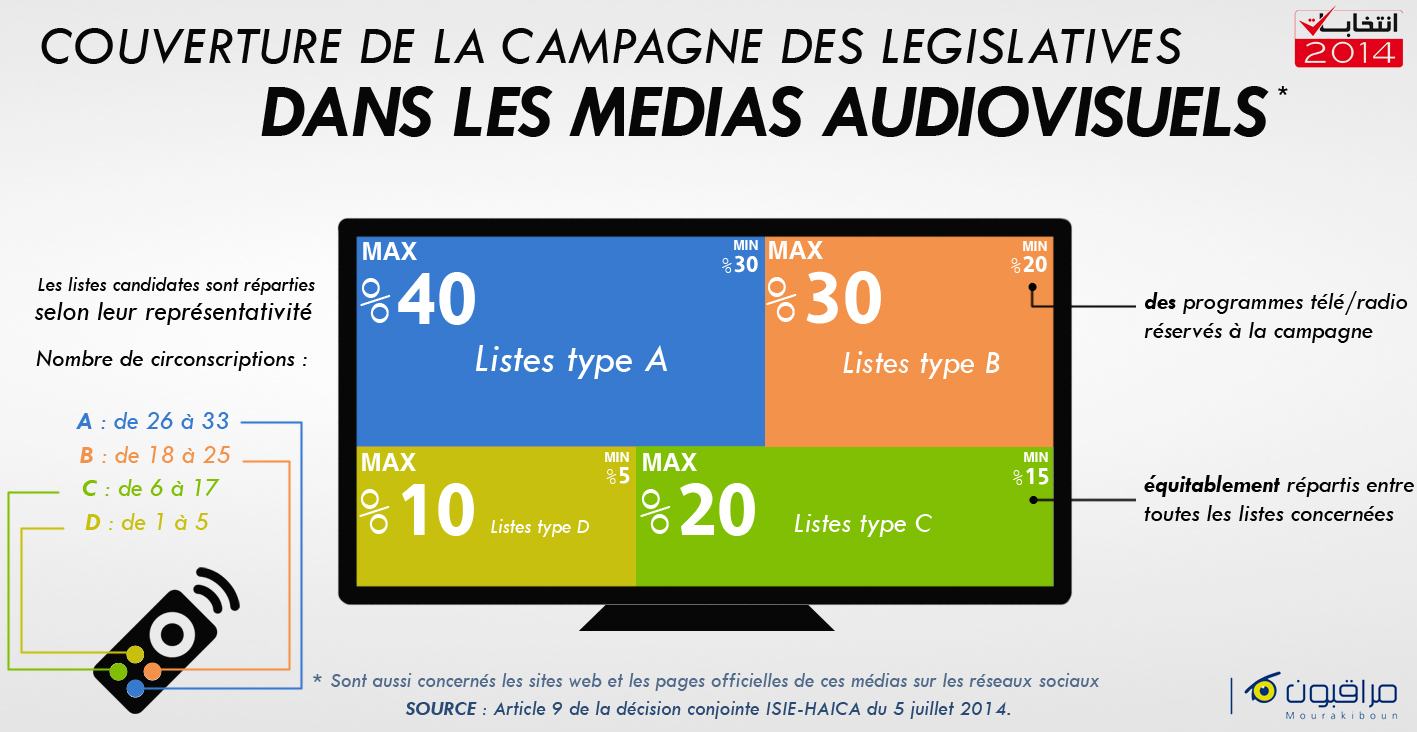 COUVERTURE DE LA CAMPAGNE DES LEGISLATIVES
DANS LES MEDIAS AUDIOVISUELS*
انتخابات
2014
Les listes candidates sont réparties
selon leur représentativité
Nombre de circonscriptions :
A : de 26 à 33
B : de 18 à 25
C : de 6 à 17
D : de 1 à 5
MAX
%40
MIN
%30
Listes type A
MAX
%30
MIN
%20
Listes type B
MAX
%10
MIN
%5
Listes type D
MAX
%20
MIN
%15
Listes type C
des programmes télé/radio
réservés à la campagne
équitablement répartis entre
toutes les listes concernées
* Sont aussi concernés les sites web et les pages officielles de ces médias sur les réseaux sociaux
SOURCE : Article 9 de la décision conjointe ISIE-HAICA du 5 juillet 2014.
مراقبون
Mourakiboun